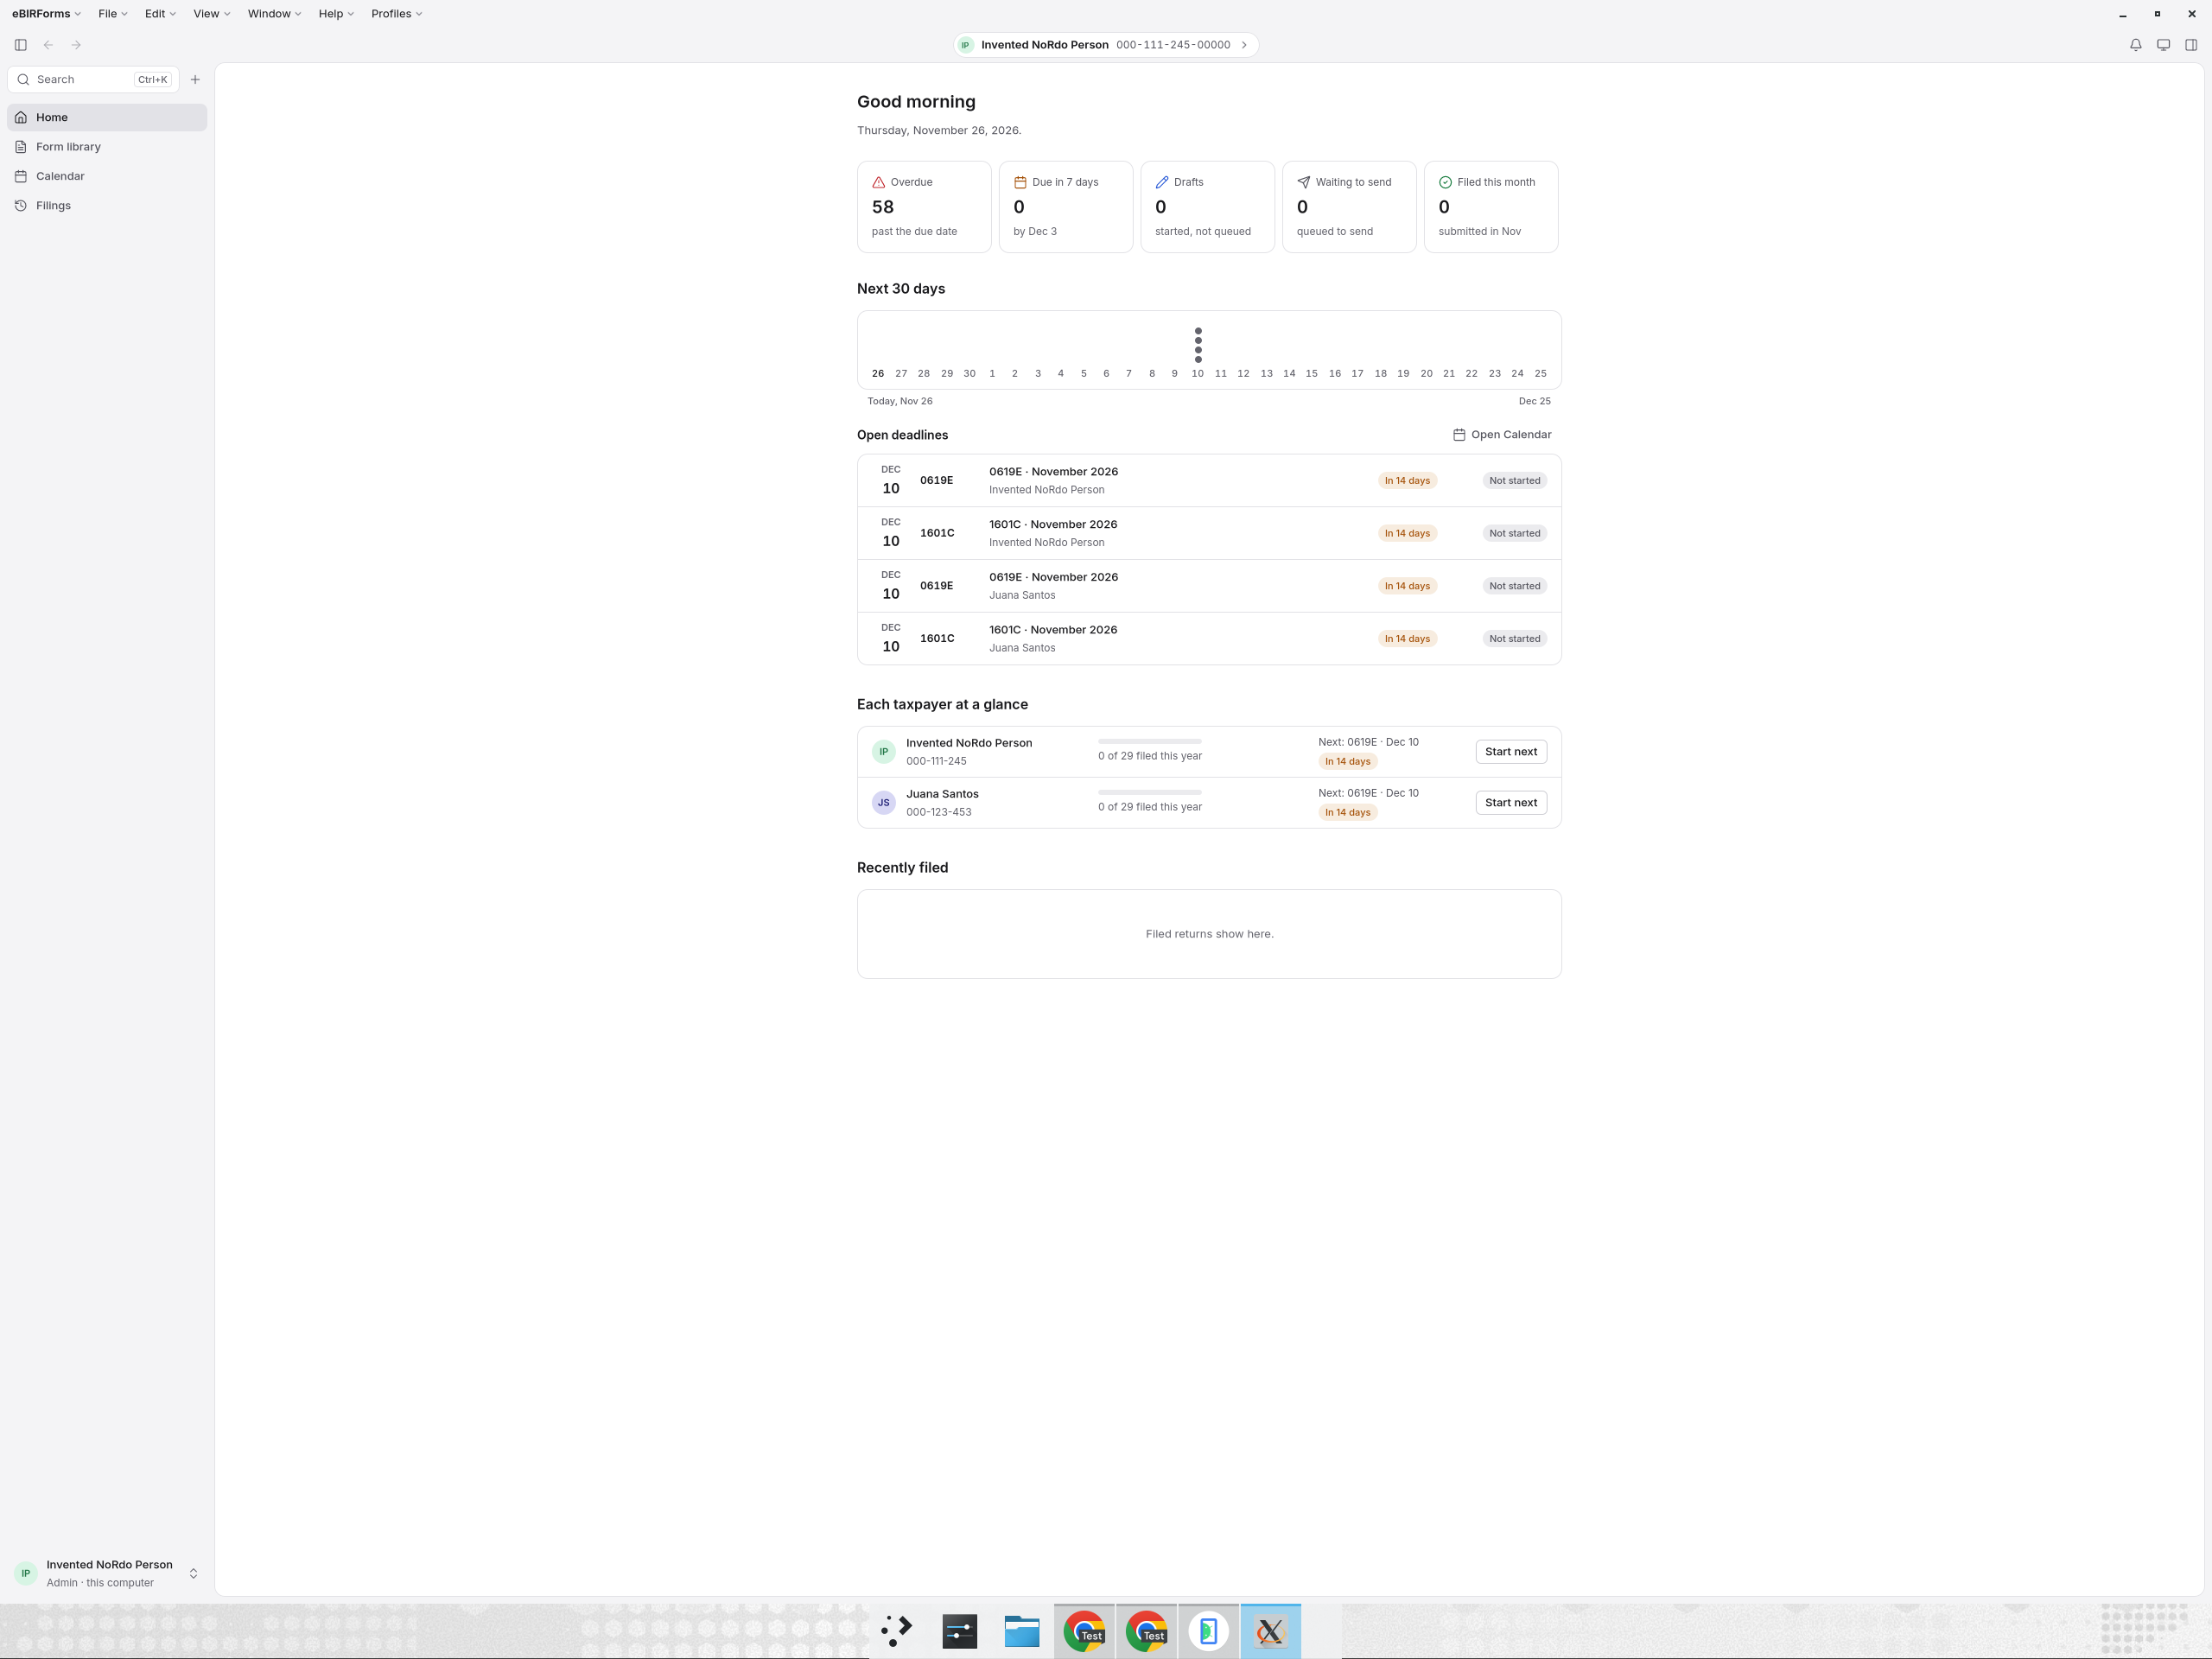 eBIRForms File Edit View Window Help Profiles
IP Invented NoRdo Person 000-111-245-00000
Search Ctrl+K
Home
Form library
Calendar
Filings
Good morning
Thursday, November 26, 2026.
Overdue
58
past the due date
Due in 7 days
0
by Dec 3
Drafts
0
started, not queued
Waiting to send
0
queued to send
Filed this month
0
submitted in Nov
Next 30 days
26 27 28 29 30 1 2 3 4 5 6 7 8 9 10 11 12 13 14 15 16 17 18 19 20 21 22 23 24 25
Today, Nov 26 Dec 25
Open deadlines Open Calendar
DEC
10
0619E
0619E · November 2026
Invented NoRdo Person
In 14 days
Not started
DEC
10
1601C
1601C · November 2026
Invented NoRdo Person
In 14 days
Not started
DEC
10
0619E
0619E · November 2026
Juana Santos
In 14 days
Not started
DEC
10
1601C
1601C · November 2026
Juana Santos
In 14 days
Not started
Each taxpayer at a glance
IP
Invented NoRdo Person
000-111-245
0 of 29 filed this year
Next: 0619E · Dec 10
In 14 days
Start next
JS
Juana Santos
000-123-453
0 of 29 filed this year
Next: 0619E · Dec 10
In 14 days
Start next
Recently filed
Filed returns show here.
IP
Invented NoRdo Person
Admin · this computer
Test
Test